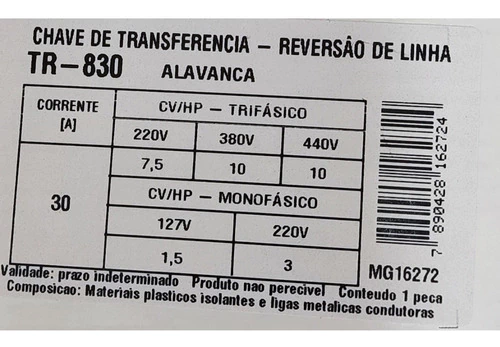 CHAVE DE TRANSFERENCIA – REVERSÂO DE LINHA
TR–830 ALAVANCA
CORRENTE [A]
CV/HP – TRIFÁSICO
220V 380V 440V
7,5 10 10
30
CV/HP – MONOFÁSICO
127V 220V
1,5 3
7 890428 162724
MG16272
Validade: prazo indeterminado Produto nao perecivel Conteudo 1 peca
Composicao: Materiais plasticos isolantes e ligas metalicas condutoras